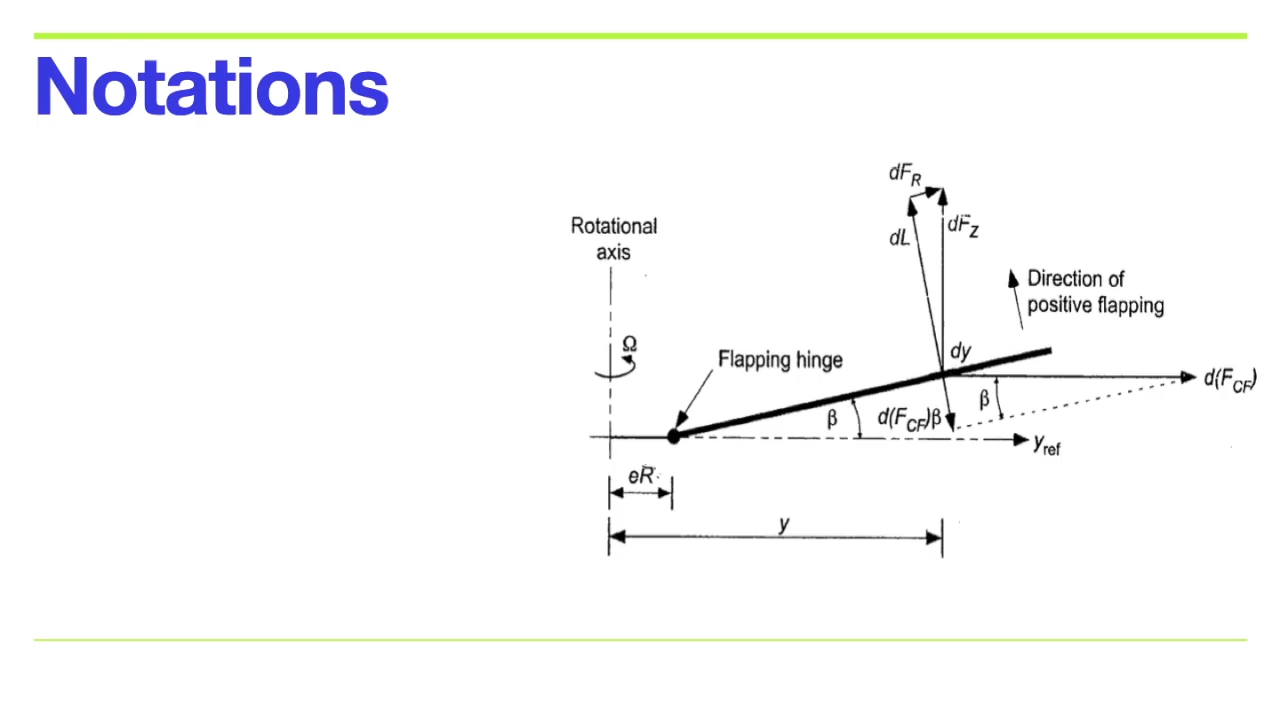 Notations
dF_R
Rotational
axis
dL
dF_Z
Direction of
positive flapping
Ω
Flapping hinge
dy
β
d(F_CF)β
β
d(F_CF)
y_ref
eR
y